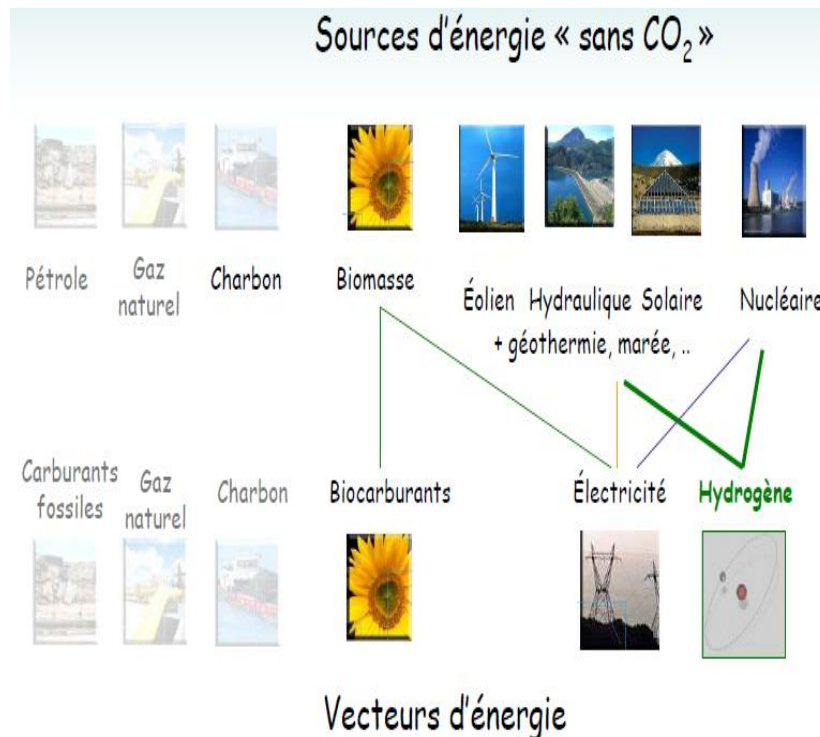 Sources d'énergie « sans CO₂ »
Pétrole
Gaz
naturel
Charbon
Biomasse
Éolien Hydraulique Solaire
+ géothermie, marée, ..
Nucléaire
Carburants
fossiles
Gaz
naturel
Charbon
Biocarburants
Électricité
Hydrogène
Vecteurs d'énergie